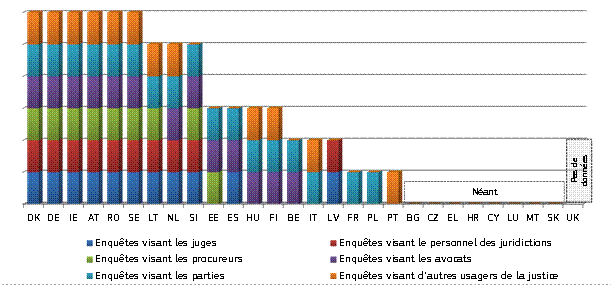 Pas de
données
Néant
DK DE IE AT RO SE LT NL SI EE ES HU FI BE IT LV FR PL PT BG CZ EL HR CY LU MT SK UK
Enquêtes visant les juges
Enquêtes visant le personnel des juridictions
Enquêtes visant les procureurs
Enquêtes visant les avocats
Enquêtes visant les parties
Enquêtes visant d'autres usagers de la justice